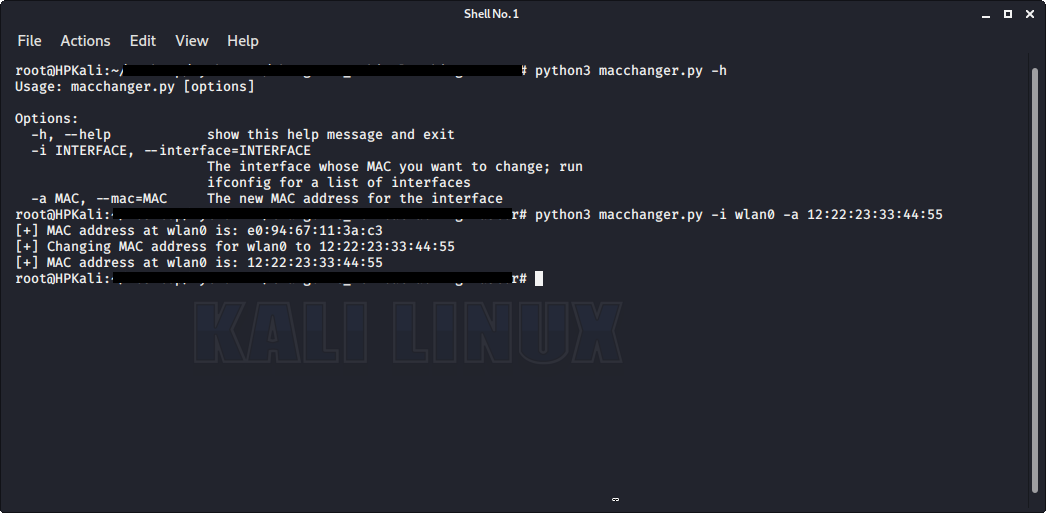 Shell No. 1
File Actions Edit View Help
root@HPKali:~/ # python3 macchanger.py -h
Usage: macchanger.py [options]
Options:
-h, --help show this help message and exit
-i INTERFACE, --interface=INTERFACE
The interface whose MAC you want to change; run
ifconfig for a list of interfaces
-a MAC, --mac=MAC The new MAC address for the interface
root@HPKali:~ r# python3 macchanger.py -i wlan0 -a 12:22:23:33:44:55
[+] MAC address at wlan0 is: e0:94:67:11:3a:c3
[+] Changing MAC address for wlan0 to 12:22:23:33:44:55
[+] MAC address at wlan0 is: 12:22:23:33:44:55
root@HPKali:~ r#
KALI LINUX